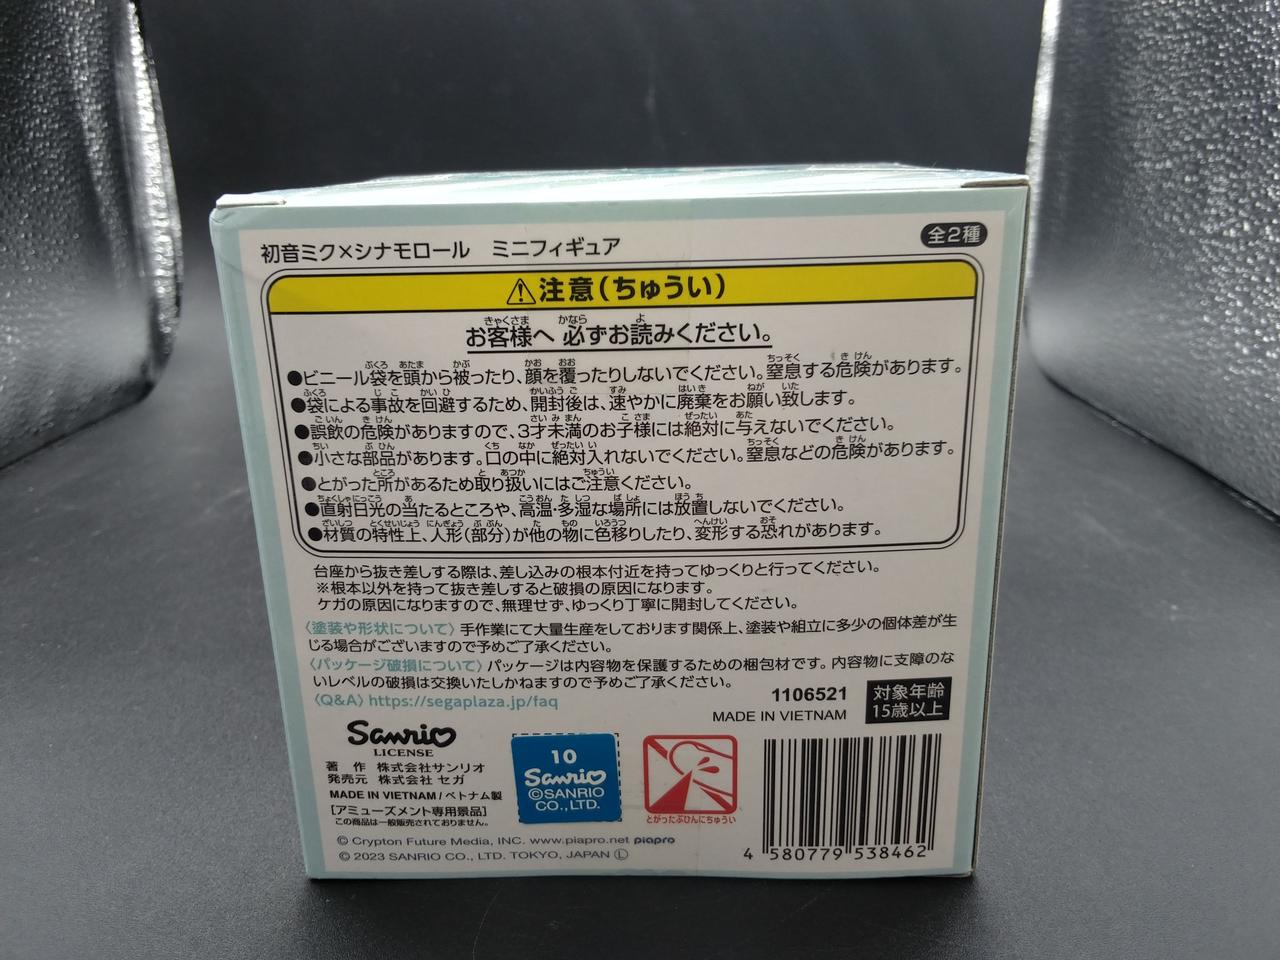 初音ミク×シナモロール　ミニフィギュア
全2種
⚠注意(ちゅうい)
お客様へ 必ずお読みください。
●ビニール袋を頭から被ったり、顔を覆ったりしないでください。窒息する危険があります。
●袋による事故を回避するため、開封後は、速やかに廃棄をお願い致します。
●誤飲の危険がありますので、3才未満のお子様には絶対に与えないでください。
●小さな部品があります。口の中に絶対入れないでください。窒息などの危険があります。
●とがった所があるため取り扱いにはご注意ください。
●直射日光の当たるところや、高温・多湿な場所には放置しないでください。
●材質の特性上、人形(部分)が他の物に色移りしたり、変形する恐れがあります。
台座から抜き差しする際は、差し込みの根本付近を持ってゆっくりと行ってください。
※根本以外を持って抜き差しすると破損の原因になります。
ケガの原因になりますので、無理せず、ゆっくり丁寧に開封してください。
〈塗装や形状について〉手作業にて大量生産をしております関係上、塗装や組立に多少の個体差が生
じる場合がございますので予めご了承ください。
〈パッケージ破損について〉パッケージは内容物を保護するための梱包材です。内容物に支障のな
いレベルの破損は交換いたしかねますので予めご了承ください。
〈Q&A〉https://segaplaza.jp/faq
1106521
MADE IN VIETNAM
対象年齢
15歳以上
Sanrio
LICENSE
著 作 株式会社サンリオ
発売元 株式会社 セガ
MADE IN VIETNAM / ベトナム製
[アミューズメント専用景品]
この商品は一般販売されておりません。
10
Sanrio
©SANRIO
CO.,LTD.
とがったぶひんにちゅうい
4 580779 538462
© Crypton Future Media, INC. www.piapro.net piapro
© 2023 SANRIO CO., LTD. TOKYO, JAPAN Ⓛ